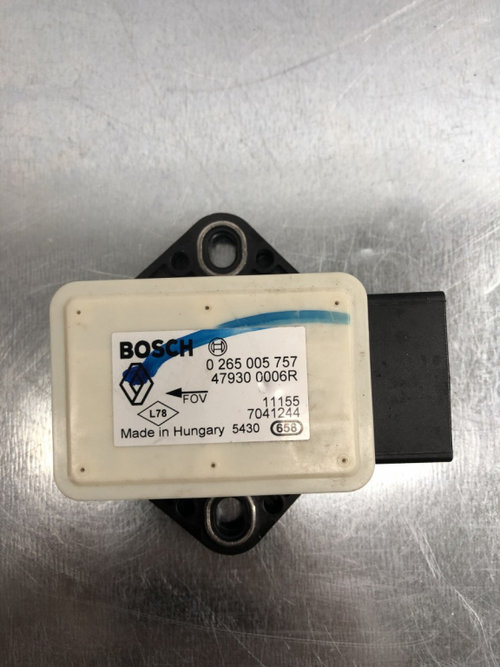 BOSCH
0 265 005 757
47930 0006R
FOV
11155
L78
7041244
Made in Hungary 5430 658